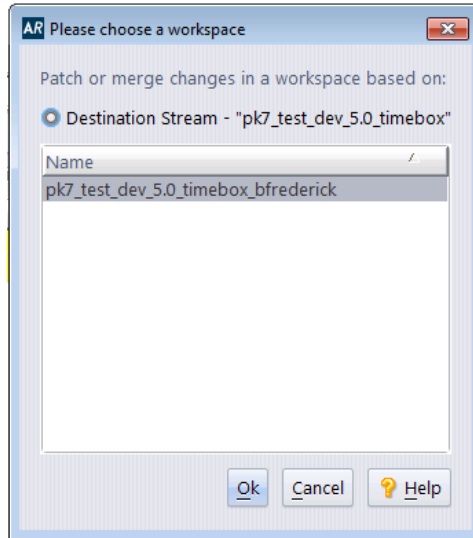 AR Please choose a workspace
Patch or merge changes in a workspace based on:
Destination Stream - "pk7_test_dev_5.0_timebox"
Name
pk7_test_dev_5.0_timebox_bfrederick
Ok Cancel ? Help